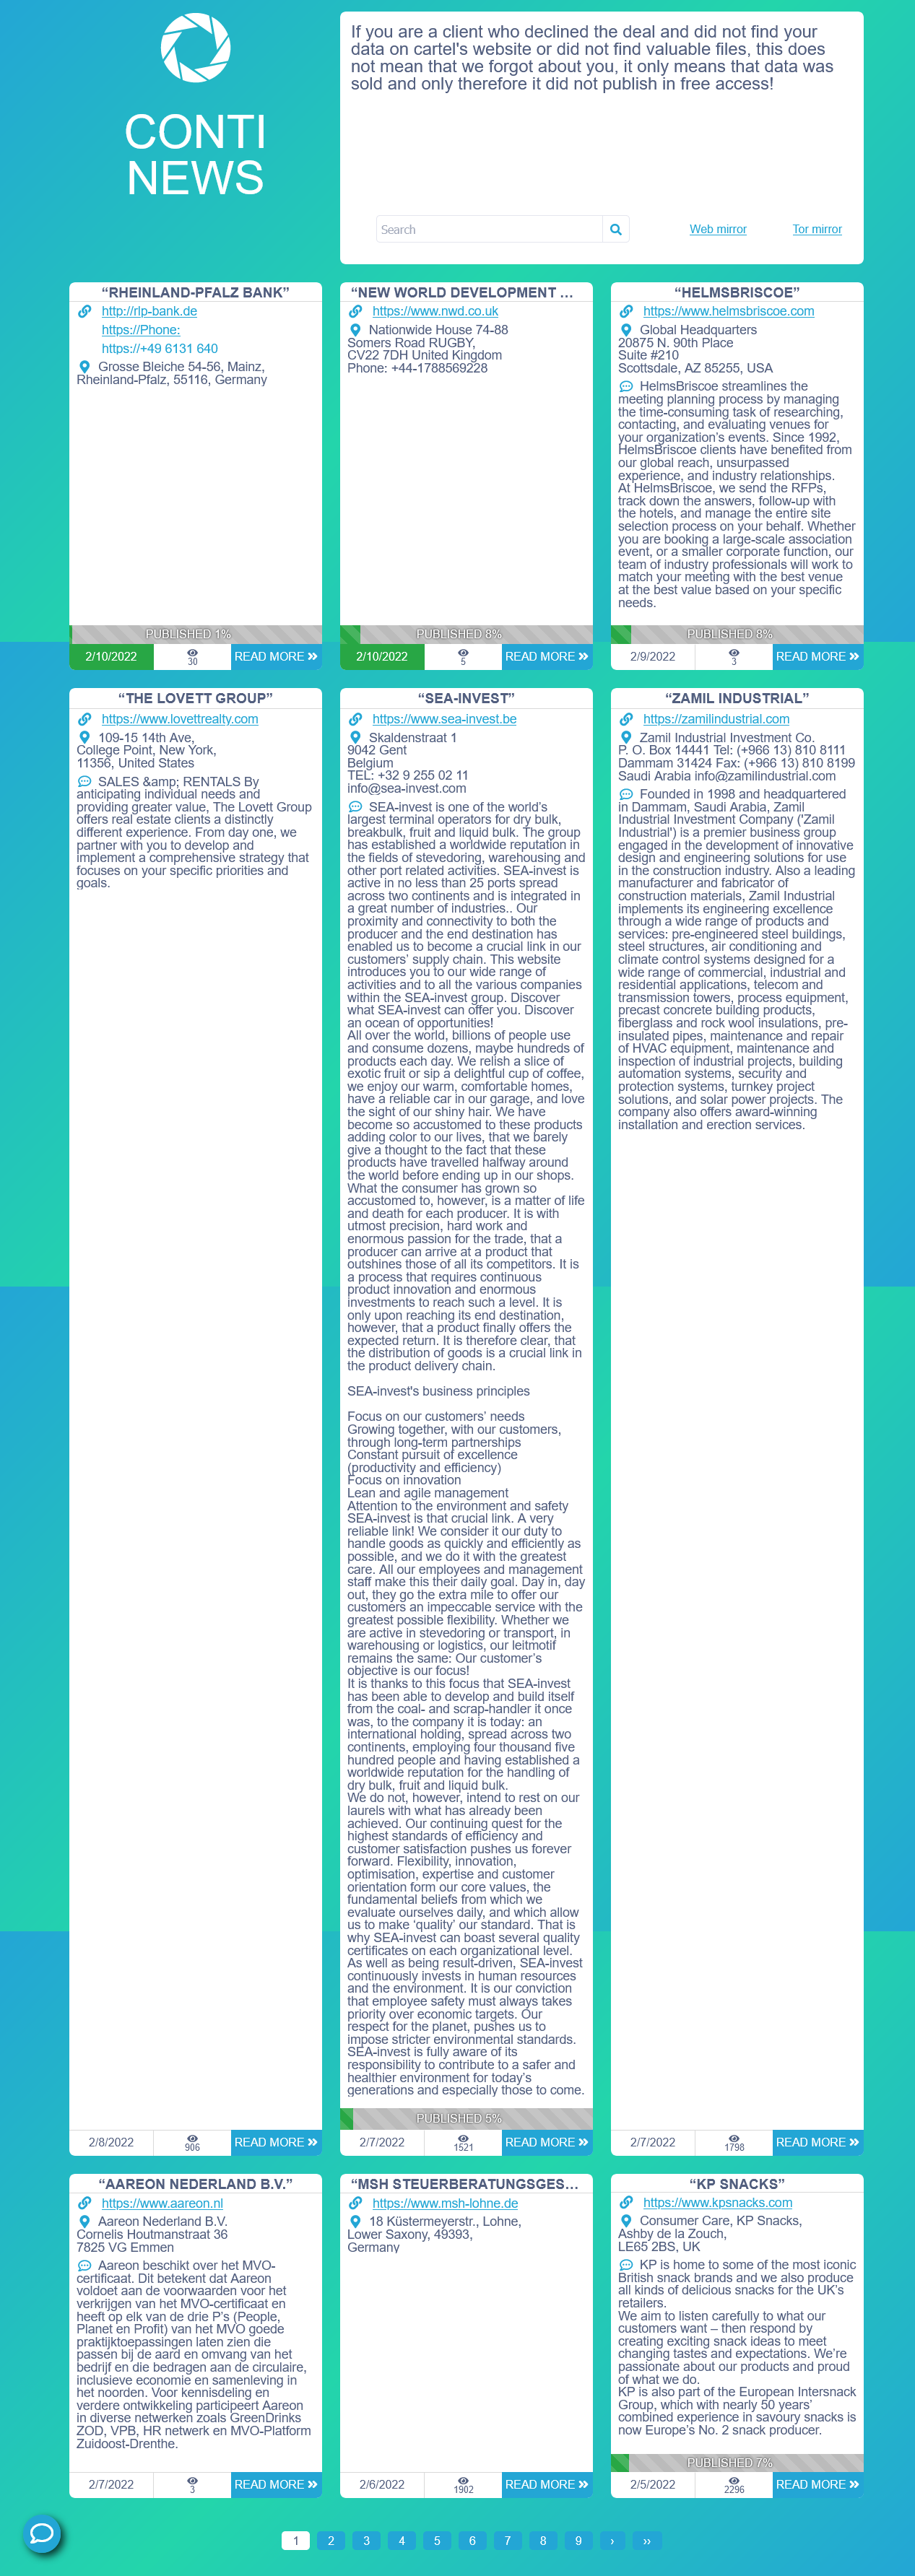 CONTI
NEWS
If you are a client who declined the deal and did not find your
data on cartel's website or did not find valuable files, this does
not mean that we forgot about you, it only means that data was
sold and only therefore it did not publish in free access!
Search
Web mirror
Tor mirror
“RHEINLAND-PFALZ BANK”
http://rlp-bank.de
https://Phone:
https://+49 6131 640
Grosse Bleiche 54-56, Mainz,
Rheinland-Pfalz, 55116, Germany
PUBLISHED 1%
2/10/2022
30
READ MORE
“NEW WORLD DEVELOPMENT ...
https://www.nwd.co.uk
Nationwide House 74-88
Somers Road RUGBY,
CV22 7DH United Kingdom
Phone: +44-1788569228
PUBLISHED 8%
2/10/2022
5
READ MORE
“HELMSBRISCOE”
https://www.helmsbriscoe.com
Global Headquarters
20875 N. 90th Place
Suite #210
Scottsdale, AZ 85255, USA
HelmsBriscoe streamlines the
meeting planning process by managing
the time-consuming task of researching,
contacting, and evaluating venues for
your organization’s events. Since 1992,
HelmsBriscoe clients have benefited from
our global reach, unsurpassed
experience, and industry relationships.
At HelmsBriscoe, we send the RFPs,
track down the answers, follow-up with
the hotels, and manage the entire site
selection process on your behalf. Whether
you are booking a large-scale association
event, or a smaller corporate function, our
team of industry professionals will work to
match your meeting with the best venue
at the best value based on your specific
needs.
PUBLISHED 8%
2/9/2022
3
READ MORE
“THE LOVETT GROUP”
https://www.lovettrealty.com
109-15 14th Ave,
College Point, New York,
11356, United States
SALES &amp; RENTALS By
anticipating individual needs and
providing greater value, The Lovett Group
offers real estate clients a distinctly
different experience. From day one, we
partner with you to develop and
implement a comprehensive strategy that
focuses on your specific priorities and
goals.
2/8/2022
906
READ MORE
“SEA-INVEST”
https://www.sea-invest.be
Skaldenstraat 1
9042 Gent
Belgium
TEL: +32 9 255 02 11
info@sea-invest.com
SEA-invest is one of the world’s
largest terminal operators for dry bulk,
breakbulk, fruit and liquid bulk. The group
has established a worldwide reputation in
the fields of stevedoring, warehousing and
other port related activities. SEA-invest is
active in no less than 25 ports spread
across two continents and is integrated in
a great number of industries.. Our
proximity and connectivity to both the
producer and the end destination has
enabled us to become a crucial link in our
customers’ supply chain. This website
introduces you to our wide range of
activities and to all the various companies
within the SEA-invest group. Discover
what SEA-invest can offer you. Discover
an ocean of opportunities!
All over the world, billions of people use
and consume dozens, maybe hundreds of
products each day. We relish a slice of
exotic fruit or sip a delightful cup of coffee,
we enjoy our warm, comfortable homes,
have a reliable car in our garage, and love
the sight of our shiny hair. We have
become so accustomed to these products
adding color to our lives, that we barely
give a thought to the fact that these
products have travelled halfway around
the world before ending up in our shops.
What the consumer has grown so
accustomed to, however, is a matter of life
and death for each producer. It is with
utmost precision, hard work and
enormous passion for the trade, that a
producer can arrive at a product that
outshines those of all its competitors. It is
a process that requires continuous
product innovation and enormous
investments to reach such a level. It is
only upon reaching its end destination,
however, that a product finally offers the
expected return. It is therefore clear, that
the distribution of goods is a crucial link in
the product delivery chain.
SEA-invest's business principles
Focus on our customers’ needs
Growing together, with our customers,
through long-term partnerships
Constant pursuit of excellence
(productivity and efficiency)
Focus on innovation
Lean and agile management
Attention to the environment and safety
SEA-invest is that crucial link. A very
reliable link! We consider it our duty to
handle goods as quickly and efficiently as
possible, and we do it with the greatest
care. All our employees and management
staff make this their daily goal. Day in, day
out, they go the extra mile to offer our
customers an impeccable service with the
greatest possible flexibility. Whether we
are active in stevedoring or transport, in
warehousing or logistics, our leitmotif
remains the same: Our customer’s
objective is our focus!
It is thanks to this focus that SEA-invest
has been able to develop and build itself
from the coal- and scrap-handler it once
was, to the company it is today: an
international holding, spread across two
continents, employing four thousand five
hundred people and having established a
worldwide reputation for the handling of
dry bulk, fruit and liquid bulk.
We do not, however, intend to rest on our
laurels with what has already been
achieved. Our continuing quest for the
highest standards of efficiency and
customer satisfaction pushes us forever
forward. Flexibility, innovation,
optimisation, expertise and customer
orientation form our core values, the
fundamental beliefs from which we
evaluate ourselves daily, and which allow
us to make ‘quality’ our standard. That is
why SEA-invest can boast several quality
certificates on each organizational level.
As well as being result-driven, SEA-invest
continuously invests in human resources
and the environment. It is our conviction
that employee safety must always takes
priority over economic targets. Our
respect for the planet, pushes us to
impose stricter environmental standards.
SEA-invest is fully aware of its
responsibility to contribute to a safer and
healthier environment for today’s
generations and especially those to come.
PUBLISHED 5%
2/7/2022
1521
READ MORE
“ZAMIL INDUSTRIAL”
https://zamilindustrial.com
Zamil Industrial Investment Co.
P. O. Box 14441 Tel: (+966 13) 810 8111
Dammam 31424 Fax: (+966 13) 810 8199
Saudi Arabia info@zamilindustrial.com
Founded in 1998 and headquartered
in Dammam, Saudi Arabia, Zamil
Industrial Investment Company ('Zamil
Industrial') is a premier business group
engaged in the development of innovative
design and engineering solutions for use
in the construction industry. Also a leading
manufacturer and fabricator of
construction materials, Zamil Industrial
implements its engineering excellence
through a wide range of products and
services: pre-engineered steel buildings,
steel structures, air conditioning and
climate control systems designed for a
wide range of commercial, industrial and
residential applications, telecom and
transmission towers, process equipment,
precast concrete building products,
fiberglass and rock wool insulations, pre-
insulated pipes, maintenance and repair
of HVAC equipment, maintenance and
inspection of industrial projects, building
automation systems, security and
protection systems, turnkey project
solutions, and solar power projects. The
company also offers award-winning
installation and erection services.
2/7/2022
1798
READ MORE
“AAREON NEDERLAND B.V.”
https://www.aareon.nl
Aareon Nederland B.V.
Cornelis Houtmanstraat 36
7825 VG Emmen
Aareon beschikt over het MVO-
certificaat. Dit betekent dat Aareon
voldoet aan de voorwaarden voor het
verkrijgen van het MVO-certificaat en
heeft op elk van de drie P’s (People,
Planet en Profit) van het MVO goede
praktijktoepassingen laten zien die
passen bij de aard en omvang van het
bedrijf en die bedragen aan de circulaire,
inclusieve economie en samenleving in
het noorden. Voor kennisdeling en
verdere ontwikkeling participeert Aareon
in diverse netwerken zoals GreenDrinks
ZOD, VPB, HR netwerk en MVO-Platform
Zuidoost-Drenthe.
2/7/2022
3
READ MORE
“MSH STEUERBERATUNGSGES...
https://www.msh-lohne.de
18 Küstermeyerstr., Lohne,
Lower Saxony, 49393,
Germany
2/6/2022
1902
READ MORE
“KP SNACKS”
https://www.kpsnacks.com
Consumer Care, KP Snacks,
Ashby de la Zouch,
LE65 2BS, UK
KP is home to some of the most iconic
British snack brands and we also produce
all kinds of delicious snacks for the UK’s
retailers.
We aim to listen carefully to what our
customers want – then respond by
creating exciting snack ideas to meet
changing tastes and expectations. We’re
passionate about our products and proud
of what we do.
KP is also part of the European Intersnack
Group, which with nearly 50 years’
combined experience in savoury snacks is
now Europe’s No. 2 snack producer.
PUBLISHED 7%
2/5/2022
2296
READ MORE
1 2 3 4 5 6 7 8 9 › ››